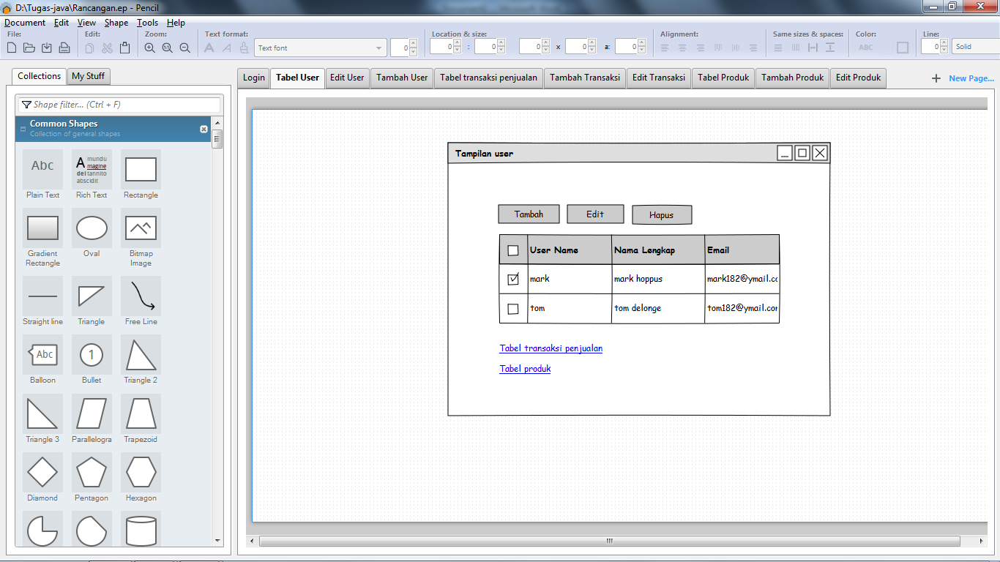 D:\Tugas-java\Rancangan.ep - Pencil
Document Edit View Shape Tools Help
File: Edit: Zoom: Text format: Location & size: Alignment: Same sizes & spaces: Color: Line:
Text font 0 0 : 0 0 x 0 a: 0 ABC 0 Solid
Collections My Stuff
Login Tabel User Edit User Tambah User Tabel transaksi penjualan Tambah Transaksi Edit Transaksi Tabel Produk Tambah Produk Edit Produk + New Page...
Shape filter... (Ctrl + F)
Common Shapes
Collection of general shapes
Abc
A mundu
magine
del tannito
abscidit
Plain Text Rich Text Rectangle
Gradient Rectangle
Oval
Bitmap Image
Straight line Triangle Free Line
Abc 1
Balloon Bullet Triangle 2
Triangle 3 Parallelogra Trapezoid
Diamond Pentagon Hexagon
Tampilan user
Tambah Edit Hapus
User Name Nama Lengkap Email
mark mark hoppus mark182@ymail.co
tom tom delonge tom182@ymail.com
Tabel transaksi penjualan
Tabel produk